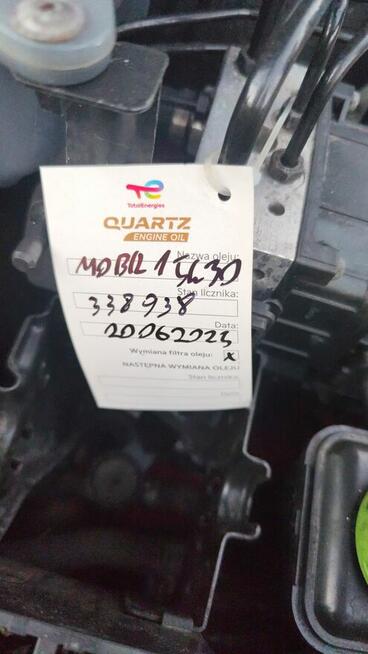 TotalEnergies
QUARTZ
ENGINE OIL
Nazwa oleju:
MOBIL 1 5W30
Stan licznika:
338938
Data:
20062023
Wymiana filtra oleju: x
NASTĘPNA WYMIANA OLEJU
Stan licznika:
Data: